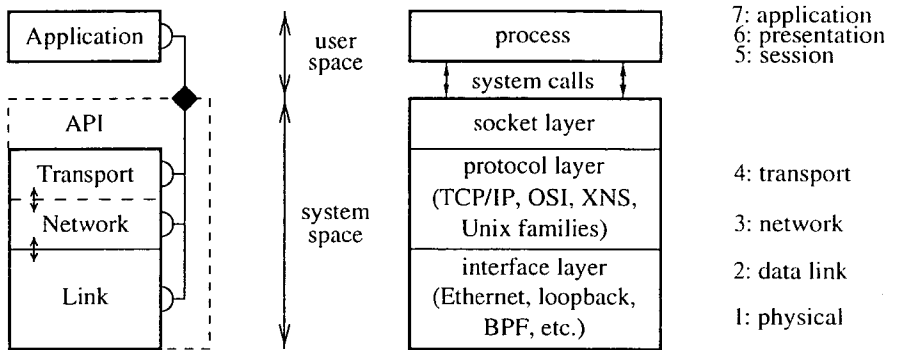 Application
API
Transport
Network
Link
user
space
system
space
process
system calls
socket layer
protocol layer
(TCP/IP, OSI, XNS,
Unix families)
interface layer
(Ethernet, loopback,
BPF, etc.)
7: application
6: presentation
5: session
4: transport
3: network
2: data link
1: physical